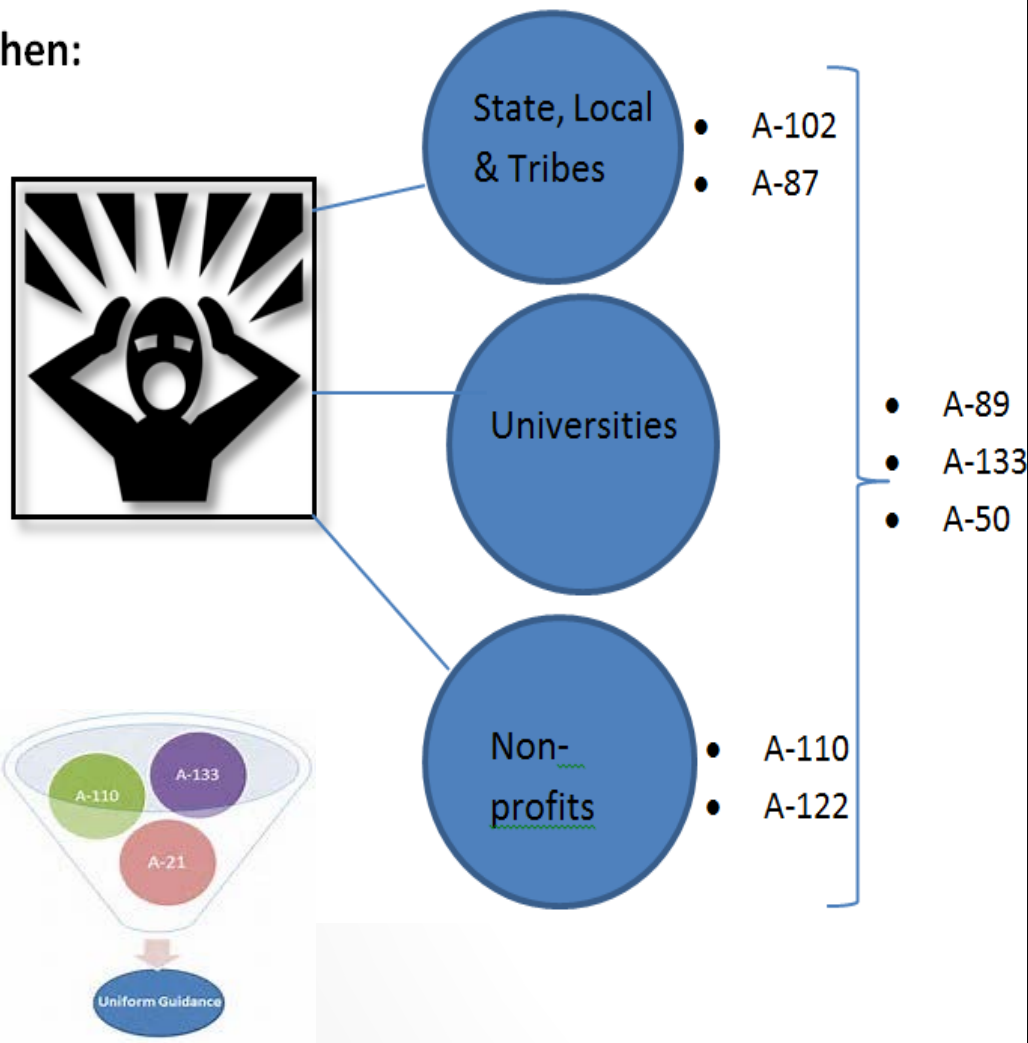 hen:
State, Local
& Tribes
• A-102
• A-87
Universities
Non-
profits
• A-110
• A-122
• A-89
• A-133
• A-50
A-110
A-133
A-21
Uniform Guidance